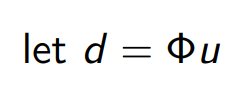 let d = Φu